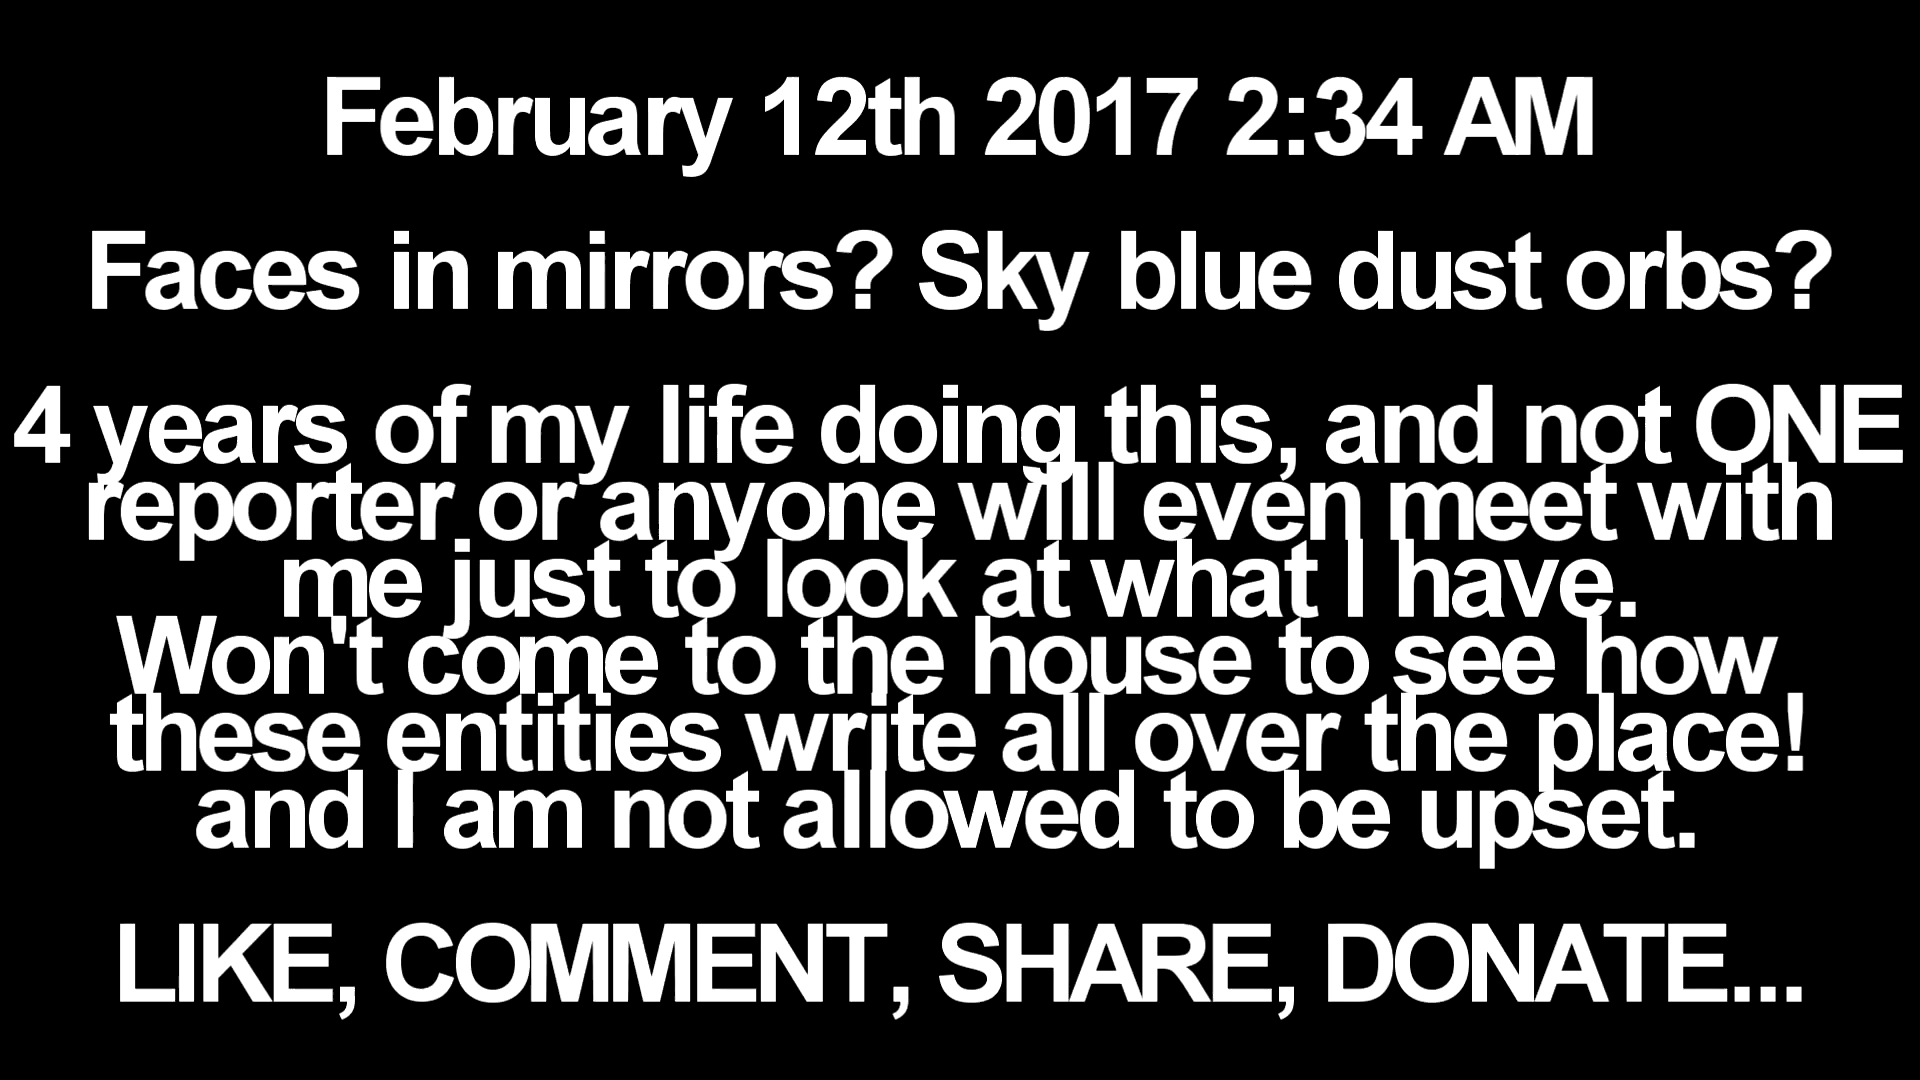 February 12th 2017 2:34 AM
Faces in mirrors? Sky blue dust orbs?
4 years of my life doing this, and not ONE
reporter or anyone will even meet with
me just to look at what I have.
Won't come to the house to see how
these entities write all over the place!
and I am not allowed to be upset.
LIKE, COMMENT, SHARE, DONATE...